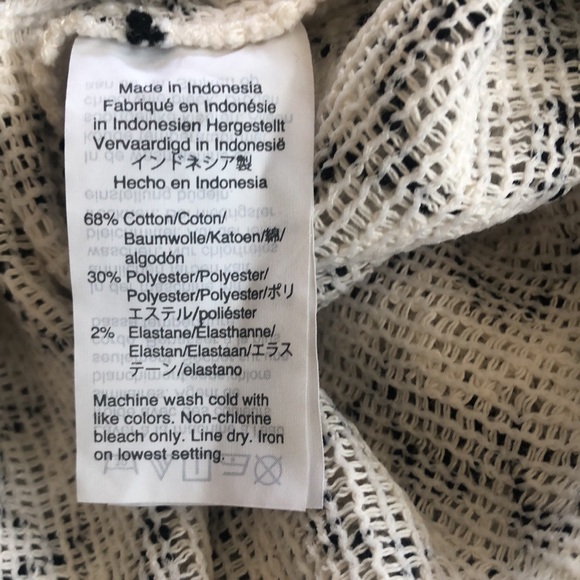 Made in Indonesia
Fabriqué en Indonésie
in Indonesien Hergestellt
Vervaardigd in Indonesië
インドネシア製
Hecho en Indonesia
68% Cotton/Coton/
Baumwolle/Katoen/綿/
algodón
30% Polyester/Polyester/
Polyester/Polyester/ポリ
エステル/poliéster
2% Elastane/Élasthanne/
Elastan/Elastaan/エラス
テーン/elastano
Machine wash cold with
like colors. Non-chlorine
bleach only. Line dry. Iron
on lowest setting.